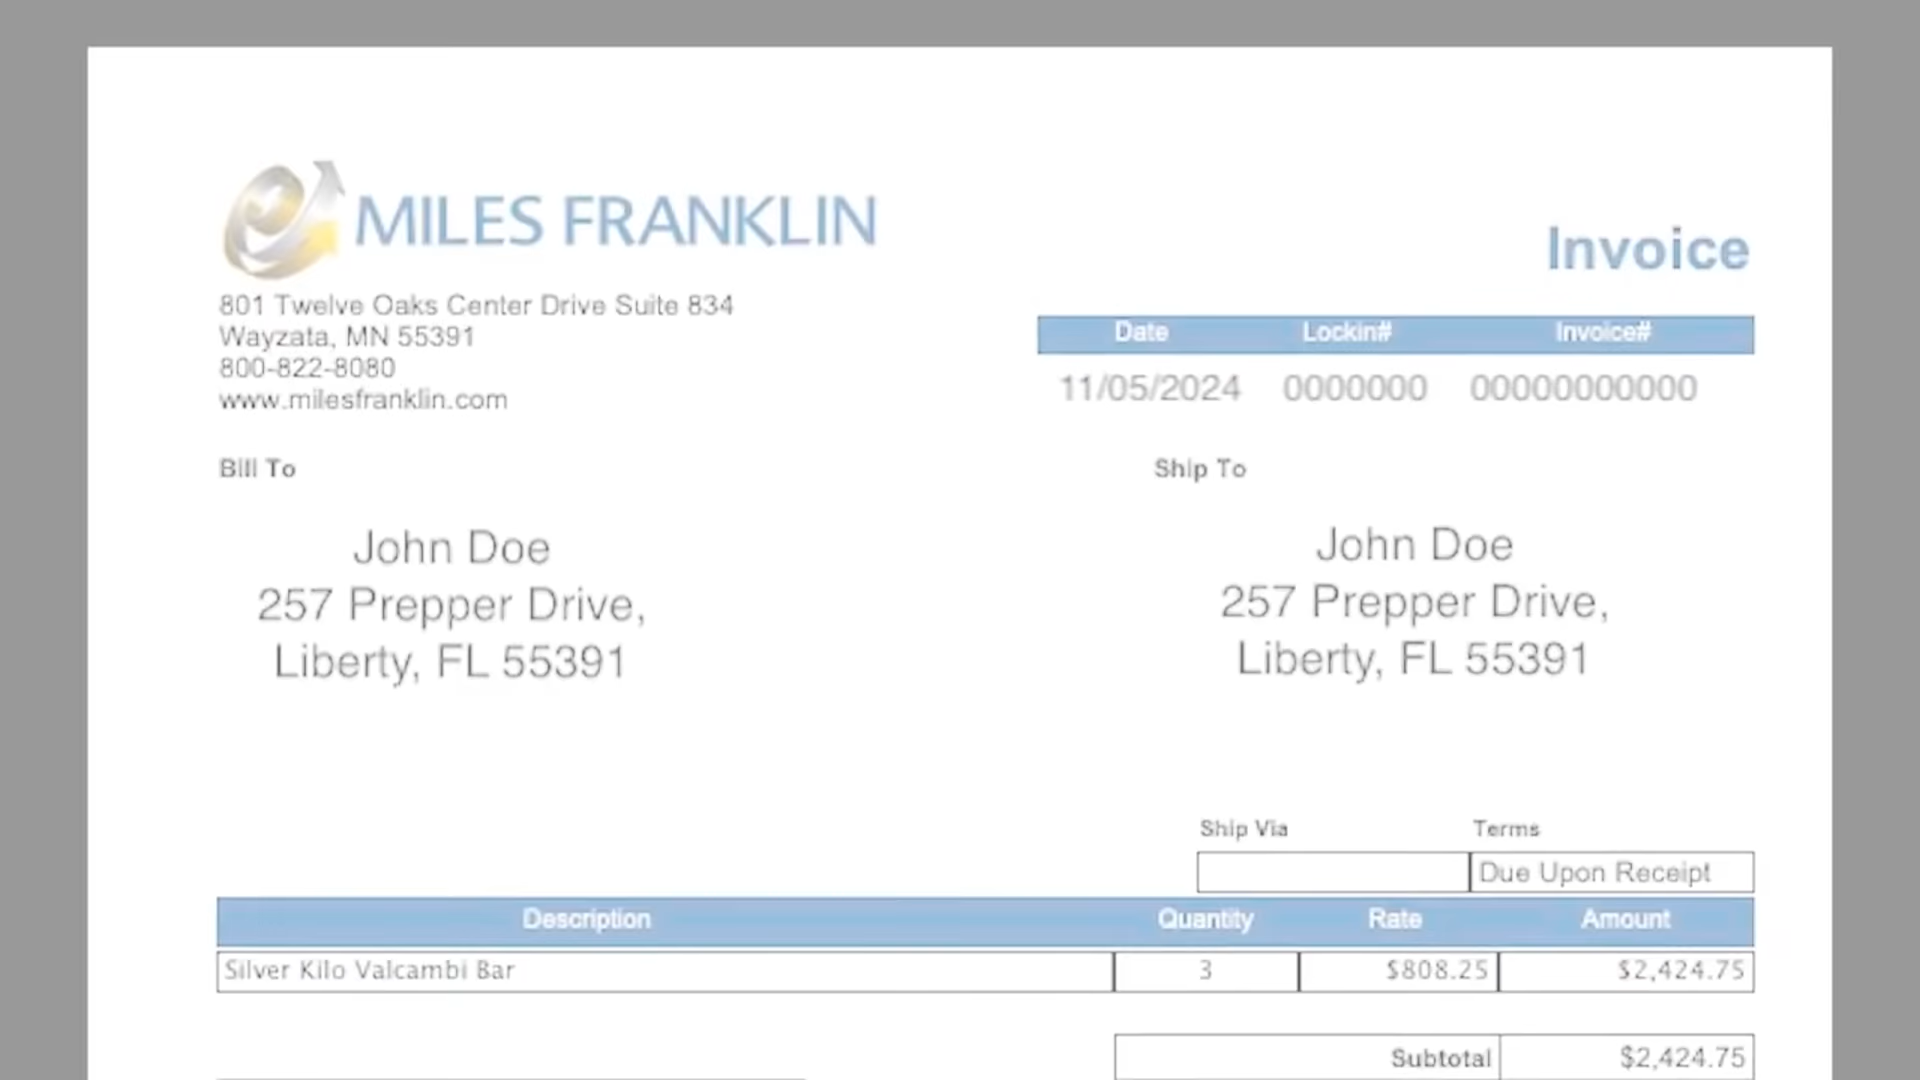 MILES FRANKLIN
Invoice
801 Twelve Oaks Center Drive Suite 834
Wayzata, MN 55391
800-822-8080
www.milesfranklin.com
Date Lockin# Invoice#
11/05/2024 0000000 00000000000
Bill To
Ship To
John Doe
257 Prepper Drive,
Liberty, FL 55391
John Doe
257 Prepper Drive,
Liberty, FL 55391
Ship Via Terms
Due Upon Receipt
Description Quantity Rate Amount
Silver Kilo Valcambi Bar 3 $808.25 $2,424.75
Subtotal $2,424.75